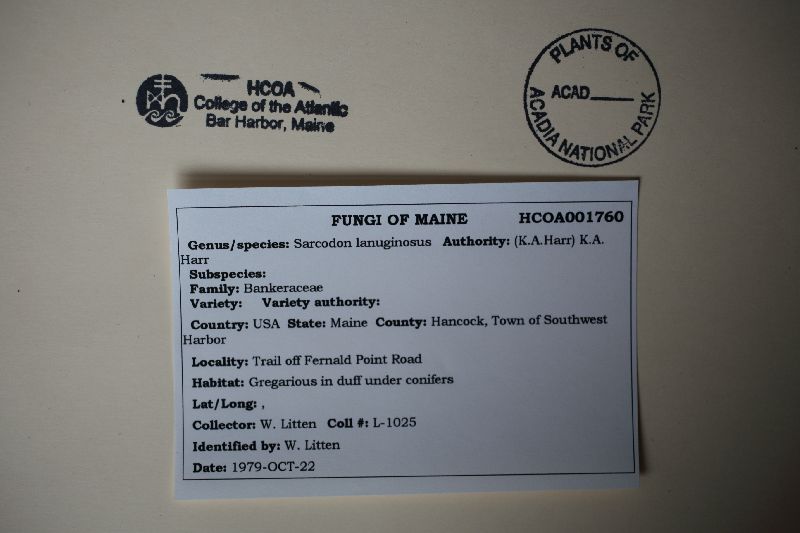 HCOA
College of the Atlantic
Bar Harbor, Maine
PLANTS OF
ACAD
ACADIA NATIONAL PARK
FUNGI OF MAINE HCOA001760
Genus/species: Sarcodon lanuginosus Authority: (K.A.Harr) K.A.
Harr
Subspecies:
Family: Bankeraceae
Variety: Variety authority:
Country: USA State: Maine County: Hancock, Town of Southwest
Harbor
Locality: Trail off Fernald Point Road
Habitat: Gregarious in duff under conifers
Lat/Long: ,
Collector: W. Litten Coll #: L-1025
Identified by: W. Litten
Date: 1979-OCT-22